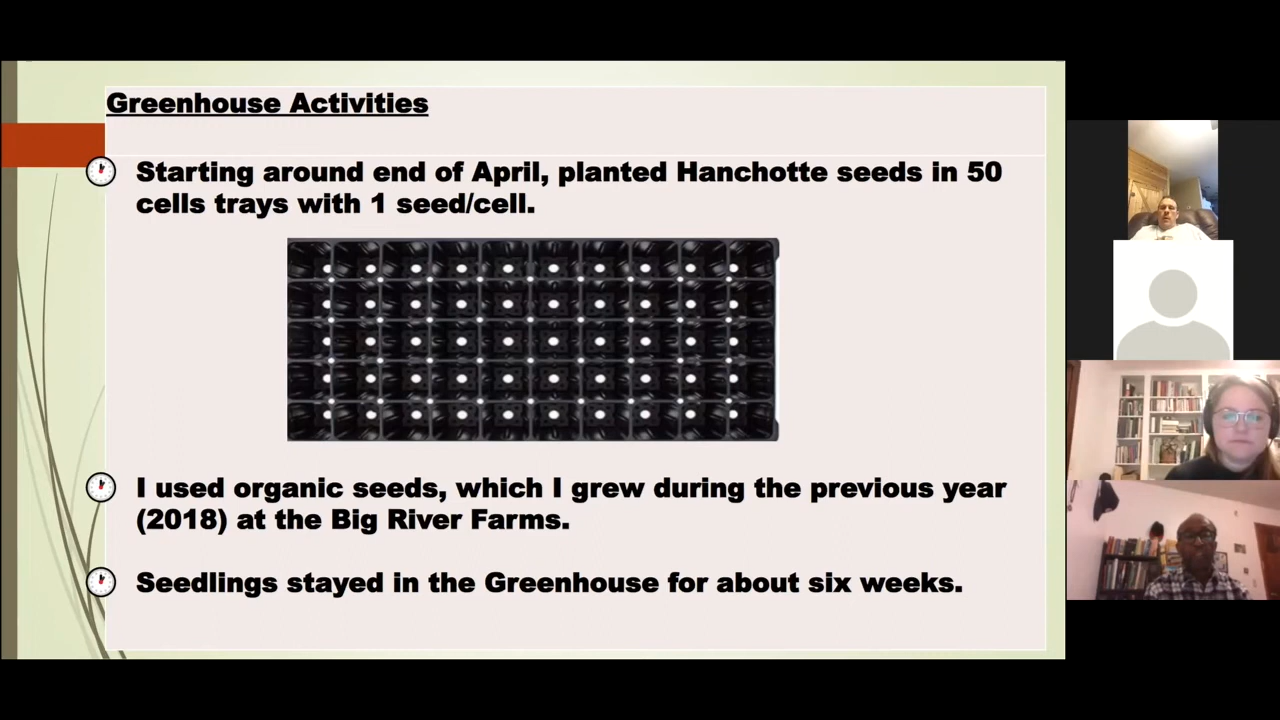 Greenhouse Activities
Starting around end of April, planted Hanchotte seeds in 50
cells trays with 1 seed/cell.
I used organic seeds, which I grew during the previous year
(2018) at the Big River Farms.
Seedlings stayed in the Greenhouse for about six weeks.